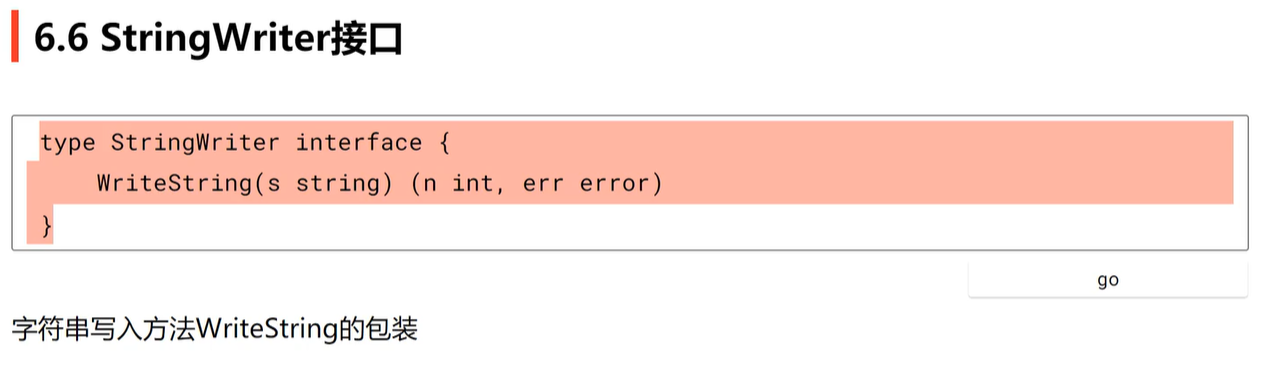 6.6 StringWriter接口
type StringWriter interface {
    WriteString(s string) (n int, err error)
}
go
字符串写入方法WriteString的包装